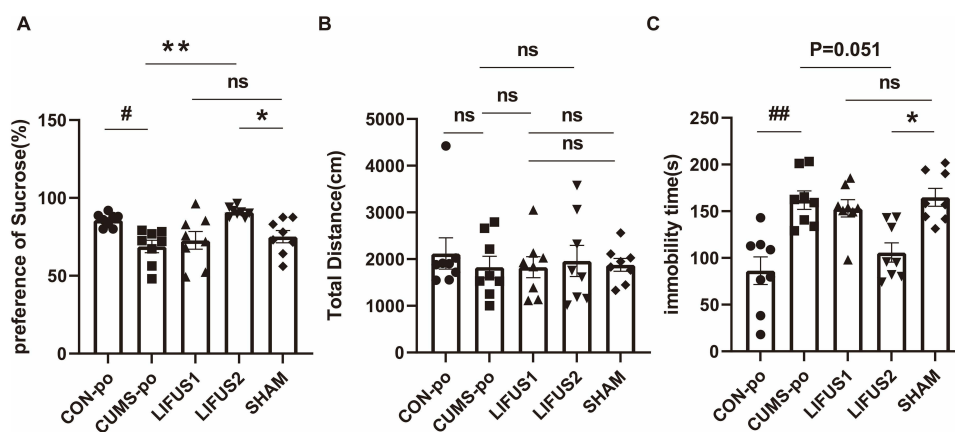 A
**
ns
#
*
preference of Sucrose(%)
150
100
50
0
CON-po
CUMS-po
LIFUS1
LIFUS2
SHAM
B
ns
ns
ns
ns
ns
Total Distance(cm)
5000
4000
3000
2000
1000
0
CON-po
CUMS-po
LIFUS1
LIFUS2
SHAM
C
P=0.051
ns
##
*
immobility time(s)
250
200
150
100
50
0
CON-po
CUMS-po
LIFUS1
LIFUS2
SHAM